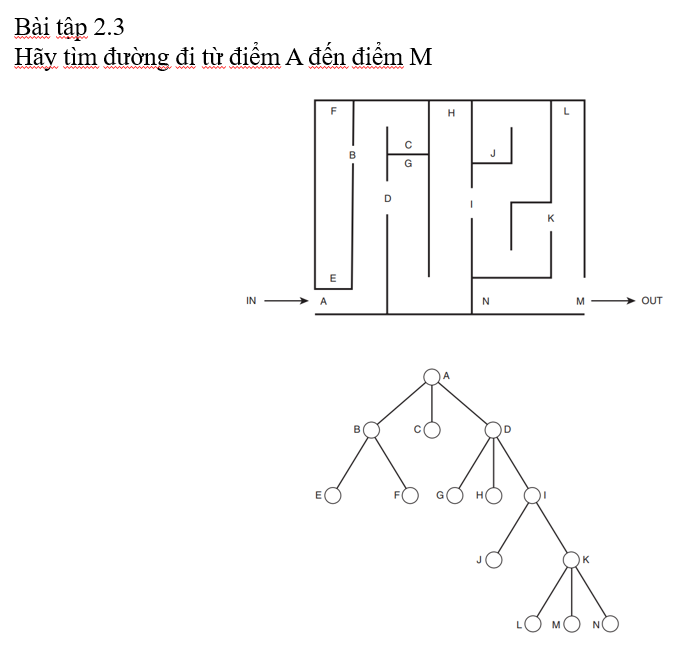 Bài tập 2.3
Hãy tìm đường đi từ điểm A đến điểm M
F H L
C
B J
G
D I
K
E
IN A N M OUT
A
B C D
E F G H I
J K
L M N